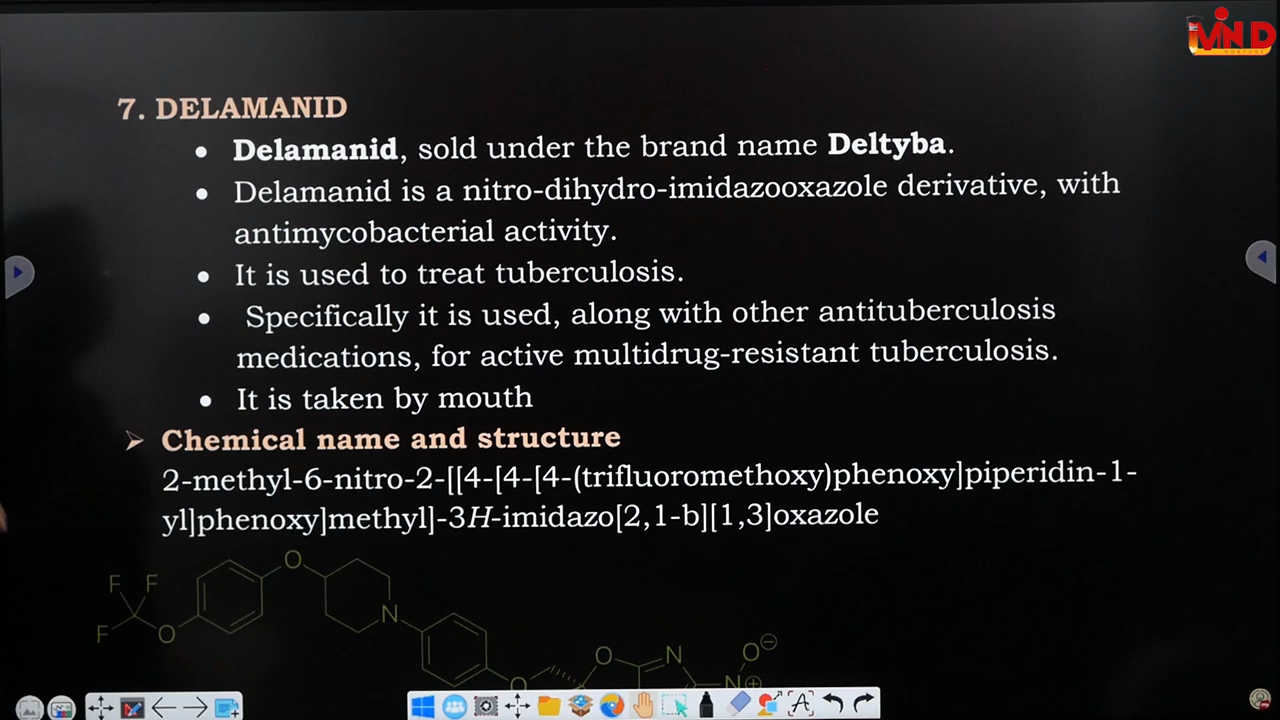 MIND
NURTURE
7. DELAMANID
• Delamanid, sold under the brand name Deltyba.
• Delamanid is a nitro-dihydro-imidazooxazole derivative, with
antimycobacterial activity.
• It is used to treat tuberculosis.
• Specifically it is used, along with other antituberculosis
medications, for active multidrug-resistant tuberculosis.
• It is taken by mouth
➢ Chemical name and structure
2-methyl-6-nitro-2-[[4-[4-[4-(trifluoromethoxy)phenoxy]piperidin-1-
yl]phenoxy]methyl]-3H-imidazo[2,1-b][1,3]oxazole
F F O
F O N
O O N N⊕ O⊖
A